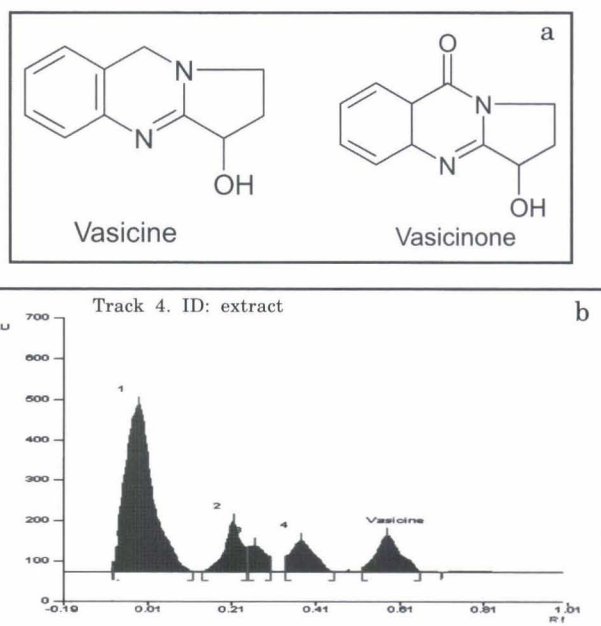 a
O
N
N
N
N
OH
OH
Vasicine
Vasicinone
Track 4. ID: extract
b
700
U
600
500
1
400
300
200
2
4
Vasicine
100
0
-0.19 0.01 0.21 0.41 0.61 0.81 1.01
Rf